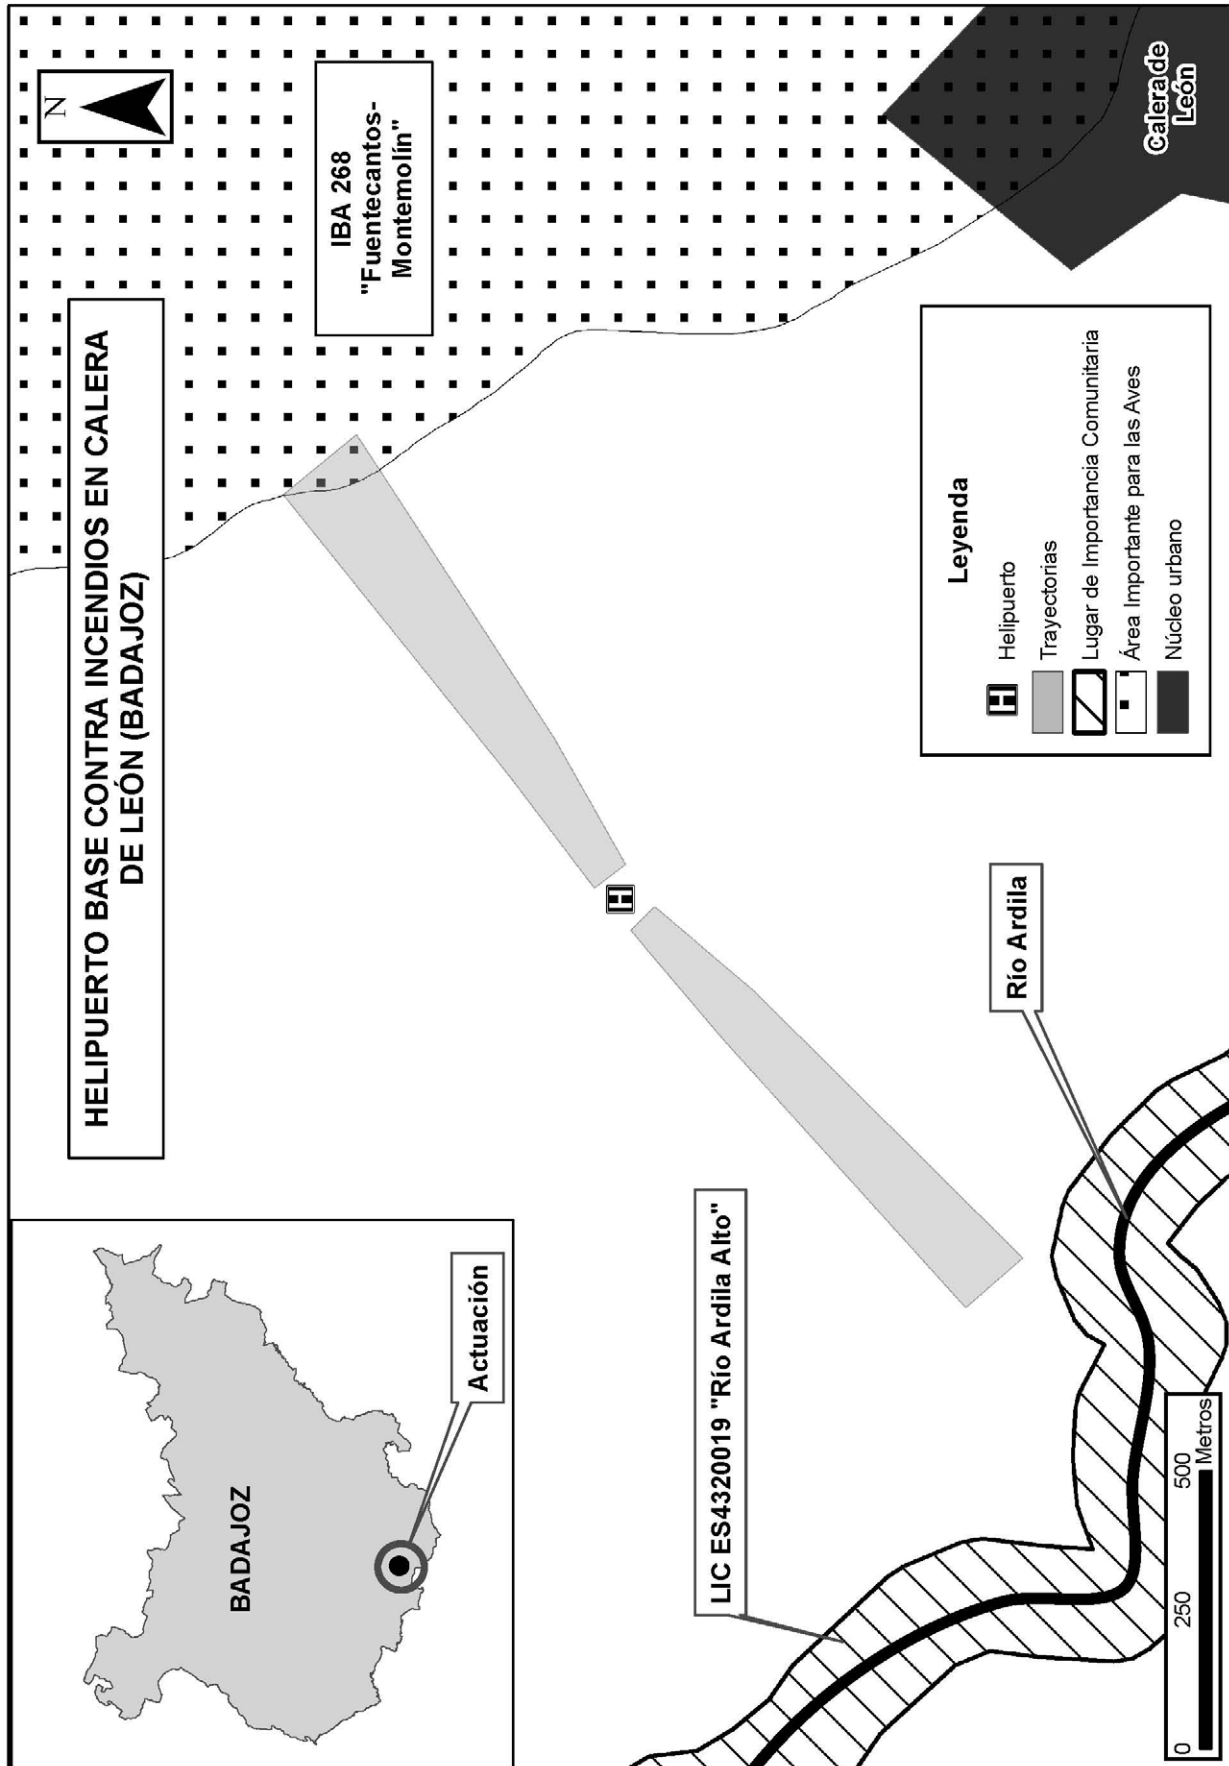 HELIPUERTO BASE CONTRA INCENDIOS EN CALERA
DE LEÓN (BADAJOZ)
N
BADAJOZ
Actuación
IBA 268
"Fuentecantos-
Montemolín"
H
LIC ES4320019 "Río Ardila Alto"
Río Ardila
Calera de
León
Leyenda
H Helipuerto
Trayectorias
Lugar de Importancia Comunitaria
Área Importante para las Aves
Núcleo urbano
0 250 500
Metros